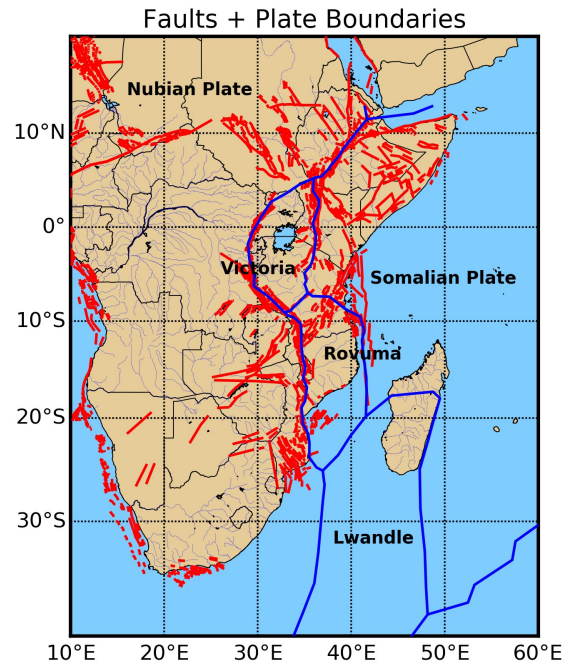 Faults + Plate Boundaries
Nubian Plate
10°N
0°
Victoria
Somalian Plate
10°S
Rovuma
20°S
30°S
Lwandle
10°E 20°E 30°E 40°E 50°E 60°E